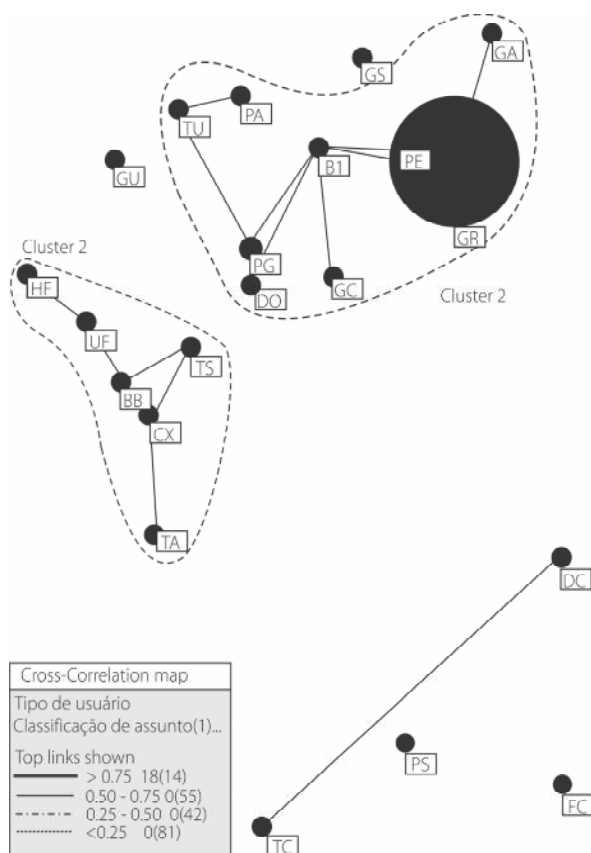 GA
GS
PA
TU
B1
PE
GU
GR
PG
DO
GC
Cluster 2
Cluster 2
HF
UF
TS
BB
CX
TA
DC
PS
FC
TC
Cross-Correlation map
Tipo de usuário
Classificação de assunto(1)...
Top links shown
> 0.75 18(14)
0.50 - 0.75 0(55)
0.25 - 0.50 0(42)
<0.25 0(81)